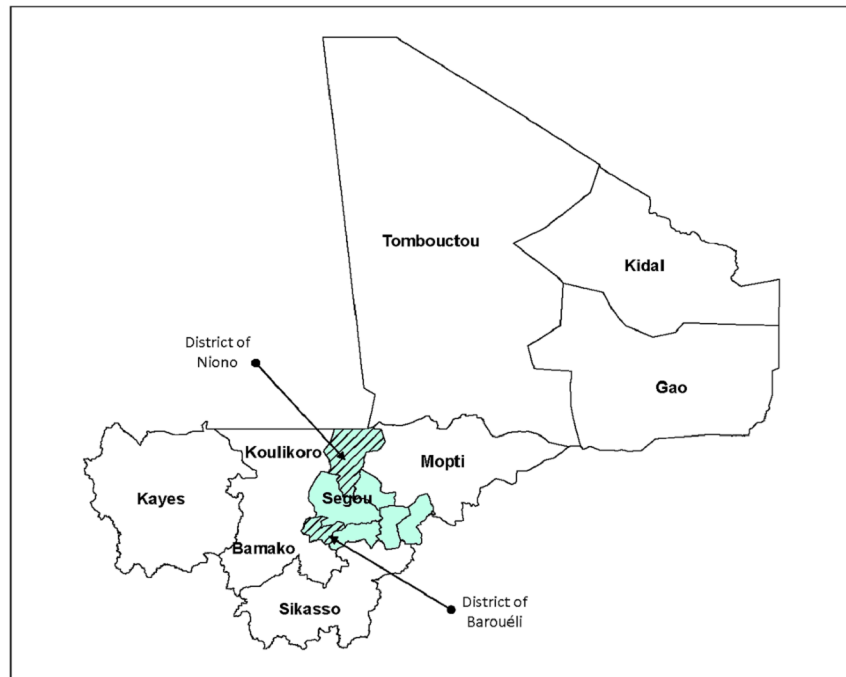 Tombouctou
Kidal
District of
Niono
Gao
Koulikoro
Mopti
Kayes
Segou
Bamako
Sikasso
District of
Barouéli